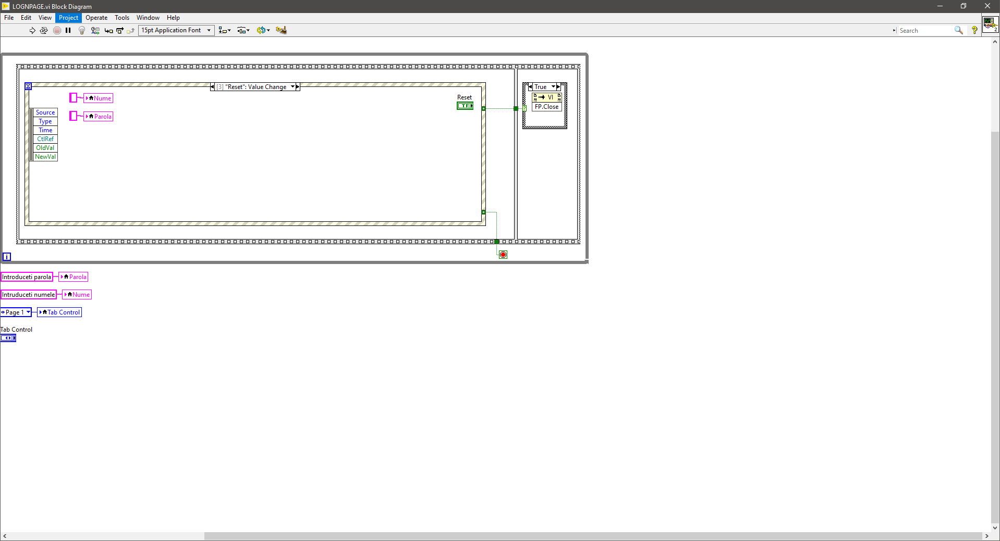 LOGNPAGE.vi Block Diagram
File Edit View Project Operate Tools Window Help
15pt Application Font
Search
2
[3] "Reset": Value Change
True
Nume
Reset
TF
VI
FP.Close
Source
Parola
Type
Time
CtlRef
OldVal
NewVal
i
Introduceti parola
Parola
Intruduceti numele
Nume
Page 1
Tab Control
Tab Control